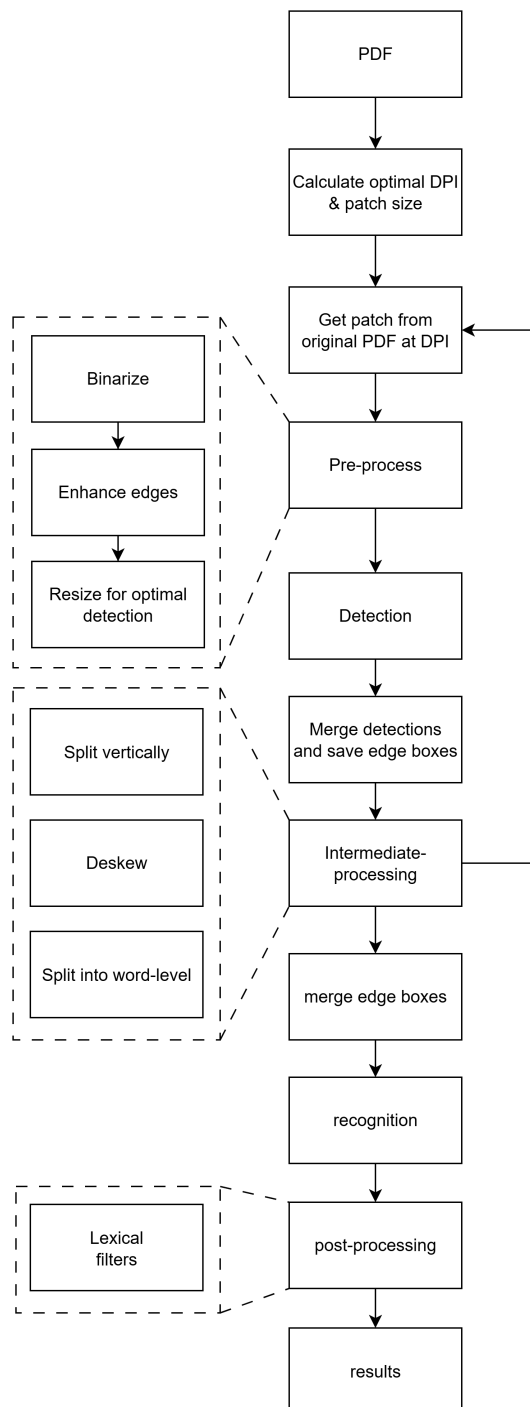 PDF
Calculate optimal DPI
& patch size
Get patch from
original PDF at DPI
Binarize
Enhance edges
Resize for optimal
detection
Pre-process
Detection
Merge detections
and save edge boxes
Split vertically
Deskew
Split into word-level
Intermediate-
processing
merge edge boxes
recognition
Lexical
filters
post-processing
results